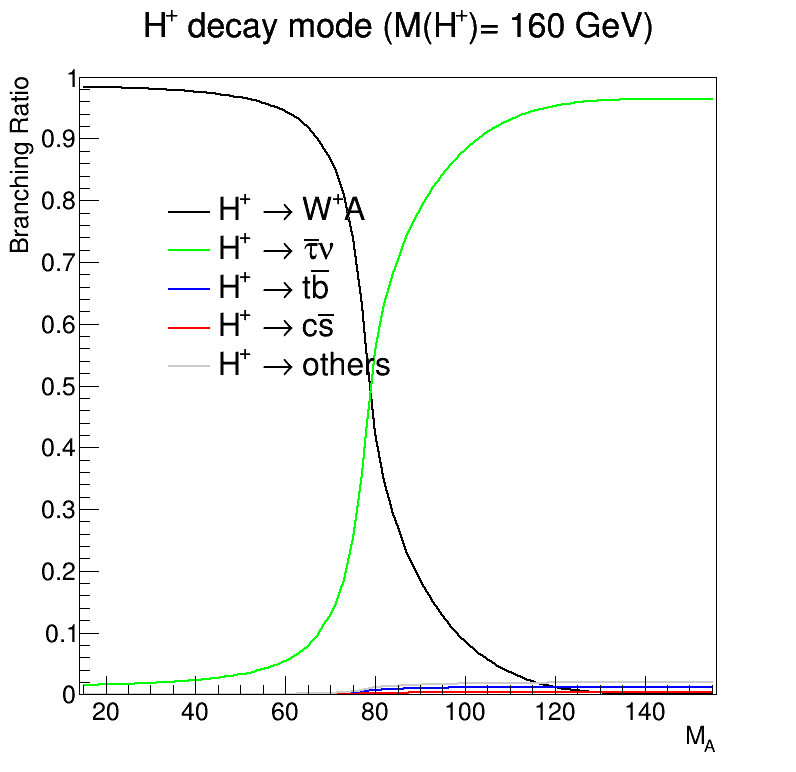 H⁺ decay mode (M(H⁺)= 160 GeV)
Branching Ratio
1
0.9
0.8
0.7
0.6
0.5
0.4
0.3
0.2
0.1
0
H⁺ → W⁺A
H⁺ → τ̅ν
H⁺ → tb̅
H⁺ → cs̅
H⁺ → others
20 40 60 80 100 120 140
M_A